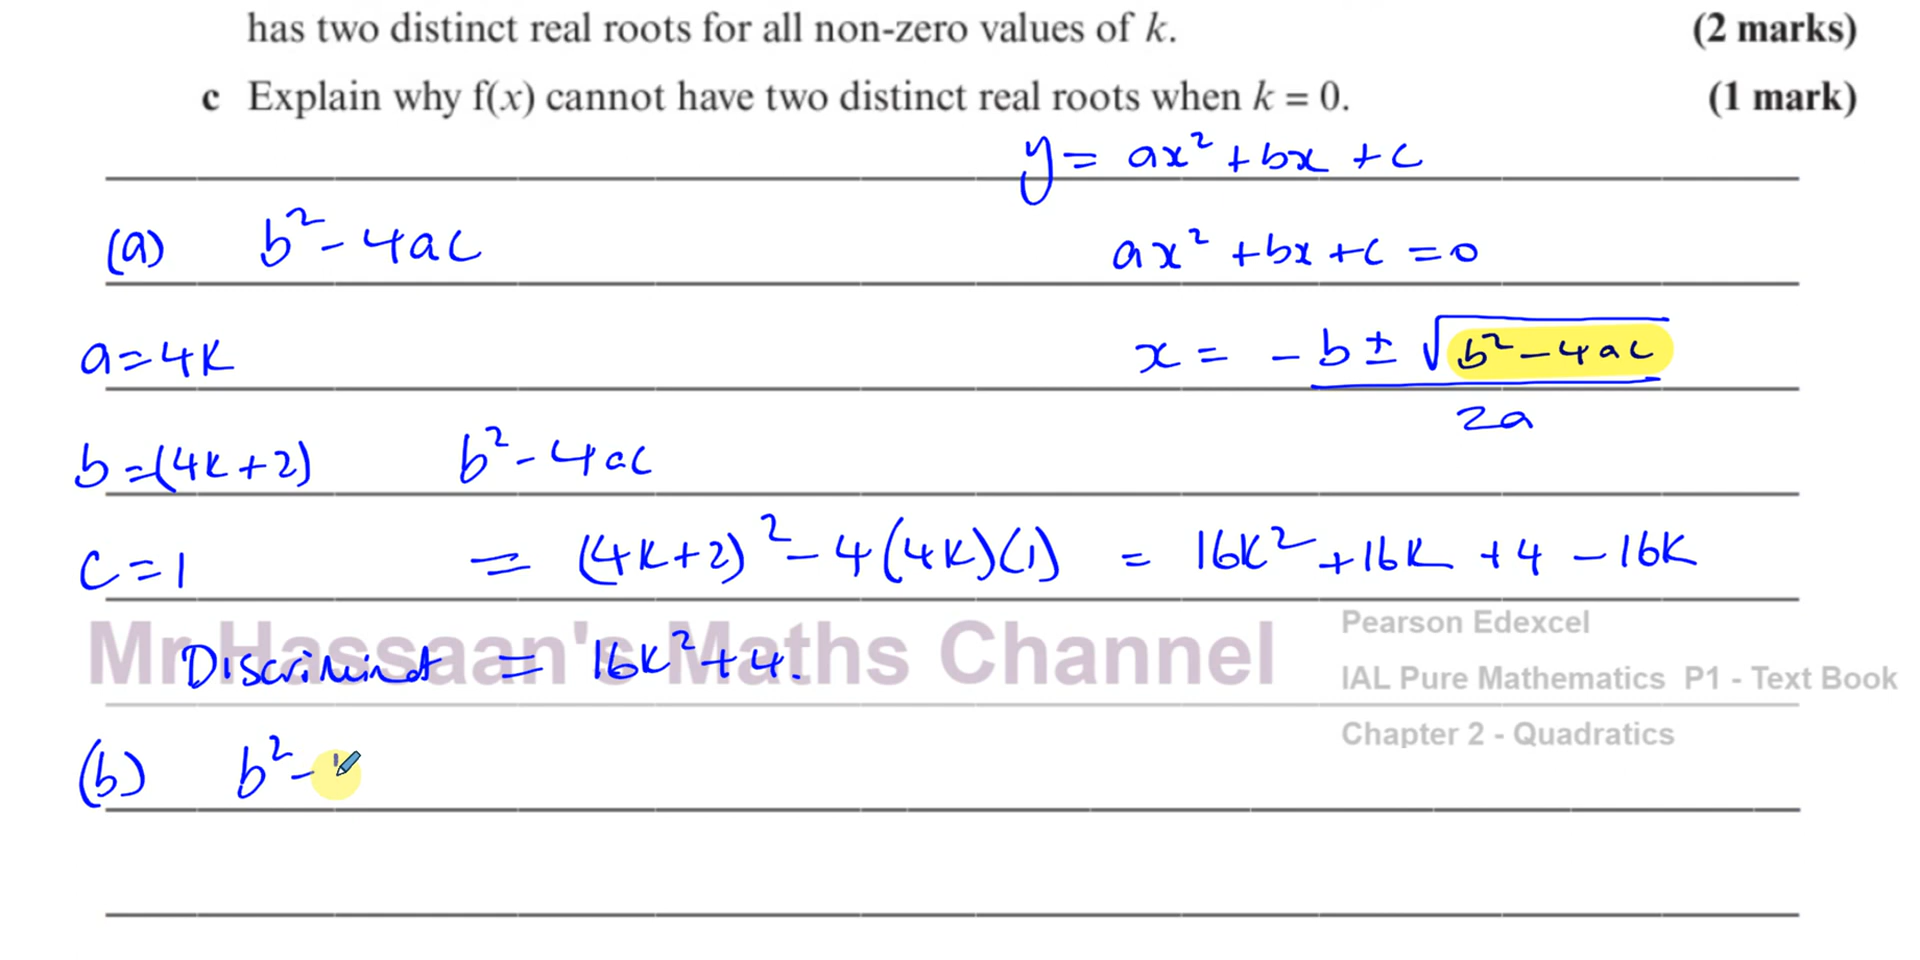 has two distinct real roots for all non-zero values of k. (2 marks)
c Explain why f(x) cannot have two distinct real roots when k = 0. (1 mark)
y = ax² + bx + c
(a) b² - 4ac
ax² + bx + c = 0
a = 4k
x = -b ± √(b² - 4ac) / 2a
b = (4k+2) b² - 4ac
c = 1 = (4k+2)² - 4(4k)(1) = 16k² + 16k + 4 - 16k
Mr Hassaan's Maths Channel
Pearson Edexcel
IAL Pure Mathematics P1 - Text Book
Chapter 2 - Quadratics
Discriminant = 16k² + 4.
(b) b² -